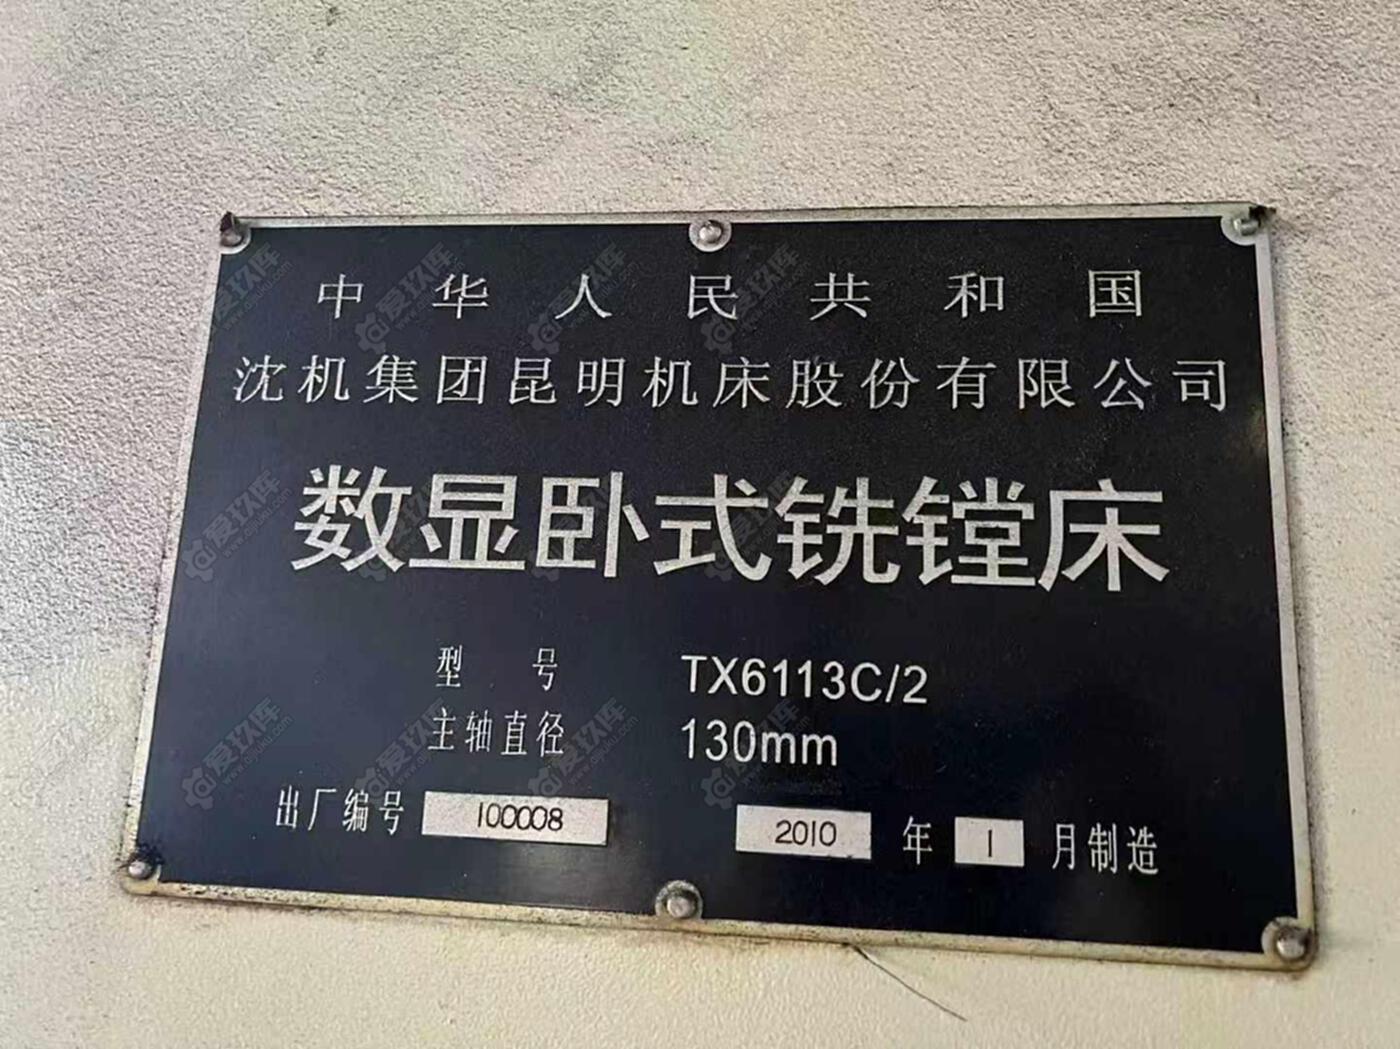 中华人民共和国
沈机集团昆明机床股份有限公司
数显卧式铣镗床
型号 TX6113C/2
主轴直径 130mm
出厂编号 100008 2010 年 1 月制造